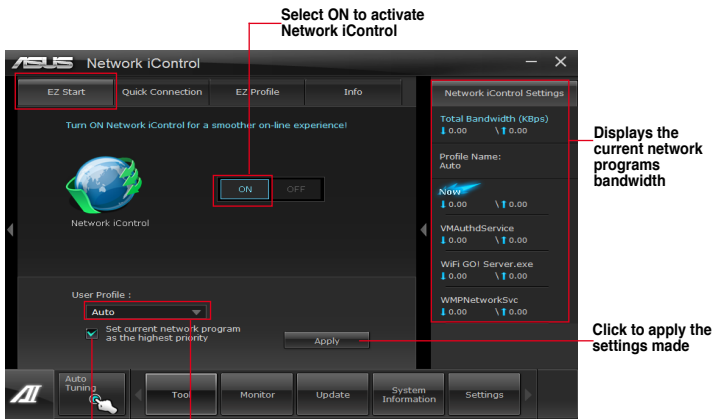 Select ON to activate
Network iControl
ASUS Network iControl
EZ Start
Quick Connection
EZ Profile
Info
Turn ON Network iControl for a smoother on-line experience!
ON
OFF
Network iControl
User Profile :
Auto
Set current network program
as the highest priority
Apply
Network iControl Settings
Total Bandwidth (KBps)
0.00 \ 0.00
Profile Name:
Auto
Now
0.00 \ 0.00
VMAuthdService
0.00 \ 0.00
WiFi GO! Server.exe
0.00 \ 0.00
WMPNetworkSvc
0.00 \ 0.00
Displays the
current network
programs
bandwidth
Click to apply the
settings made
Auto
Tuning
Tool
Monitor
Update
System
Information
Settings